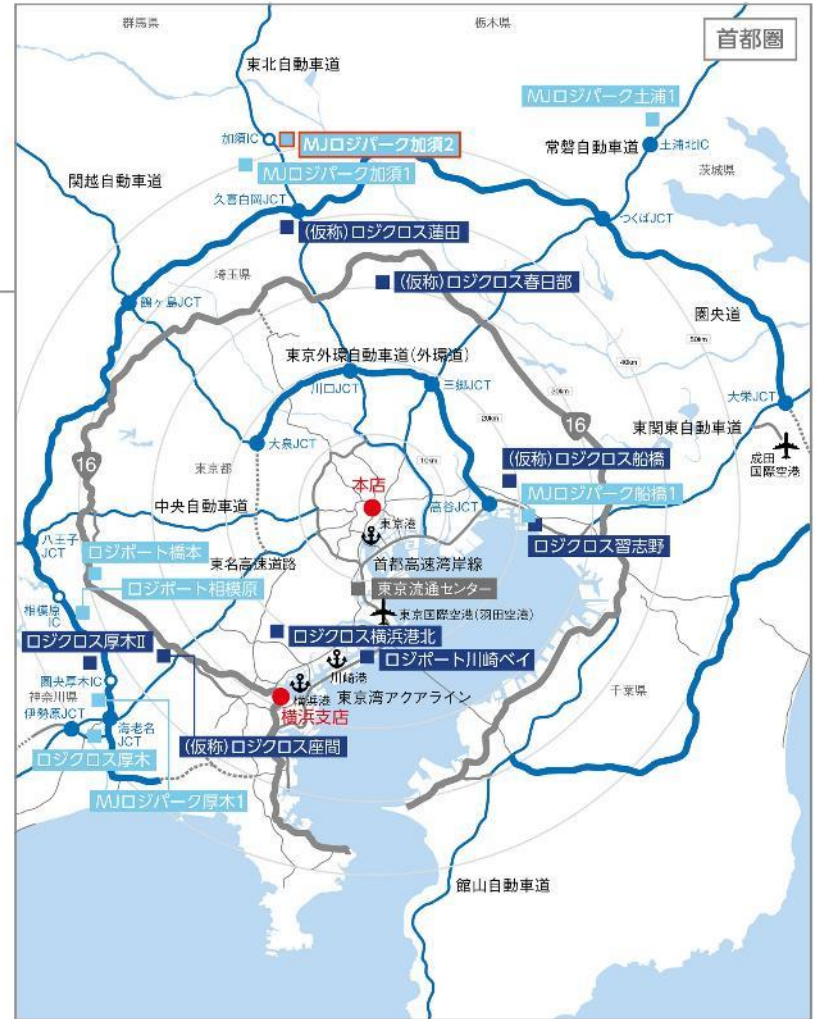 群馬県
栃木県
首都圏
東北自動車道
MJロジパーク土浦1
加須IC
MJロジパーク加須2
常磐自動車道
土浦北IC
MJロジパーク加須1
茨城県
関越自動車道
久喜白岡JCT
つくばJCT
(仮称)ロジクロス蓮田
埼玉県
(仮称)ロジクロス春日部
鶴ヶ島JCT
圏央道
50km
東京外環自動車道(外環道)
40km
川口JCT
三郷JCT
30km
大栄JCT
20km
16
東関東自動車道
大泉JCT
成田
国際空港
16
東京都
10km
(仮称)ロジクロス船橋
本店
MJロジパーク船橋1
中央自動車道
高谷JCT
東京港
ロジクロス習志野
八王子
JCT
ロジポート橋本
東名高速道路
首都高速湾岸線
ロジポート相模原
東京流通センター
相模原
IC
東京国際空港(羽田空港)
ロジクロス厚木Ⅱ
ロジクロス横浜港北
ロジポート川崎ベイ
圏央厚木IC
川崎港
神奈川県
横浜港
東京湾アクアライン
千葉県
伊勢原JCT
海老名
JCT
横浜支店
(仮称)ロジクロス座間
ロジクロス厚木
MJロジパーク厚木1
館山自動車道